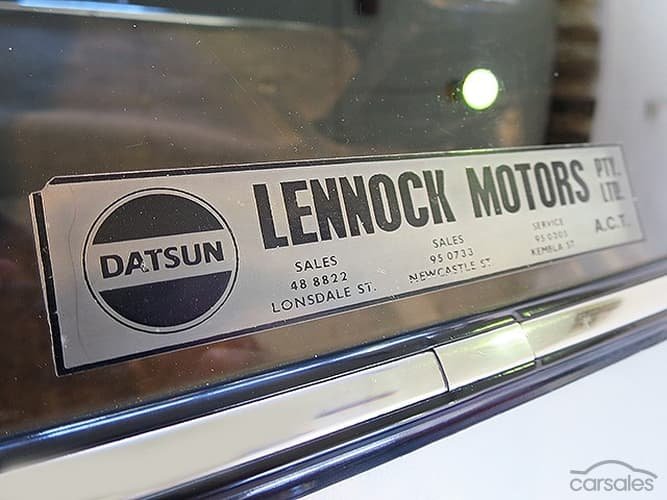 DATSUN
LENNOCK MOTORS PTY. LTD.
A.C.T.
SALES
48 8822
LONSDALE ST.
SALES
95 0733
NEWCASTLE ST.
SERVICE
95 0305
KEMBLA ST
carsales